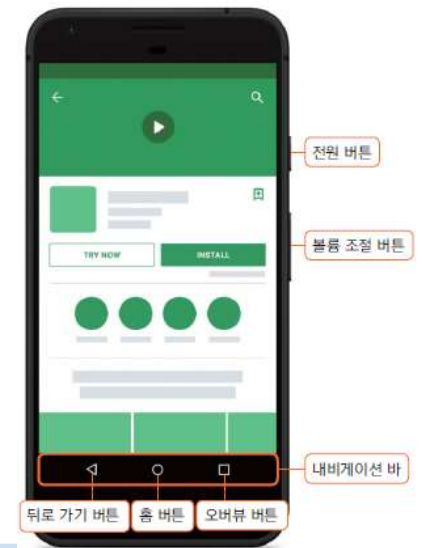 전원 버튼
TRY NOW
INSTALL
볼륨 조절 버튼
내비게이션 바
뒤로 가기 버튼
홈 버튼
오버뷰 버튼